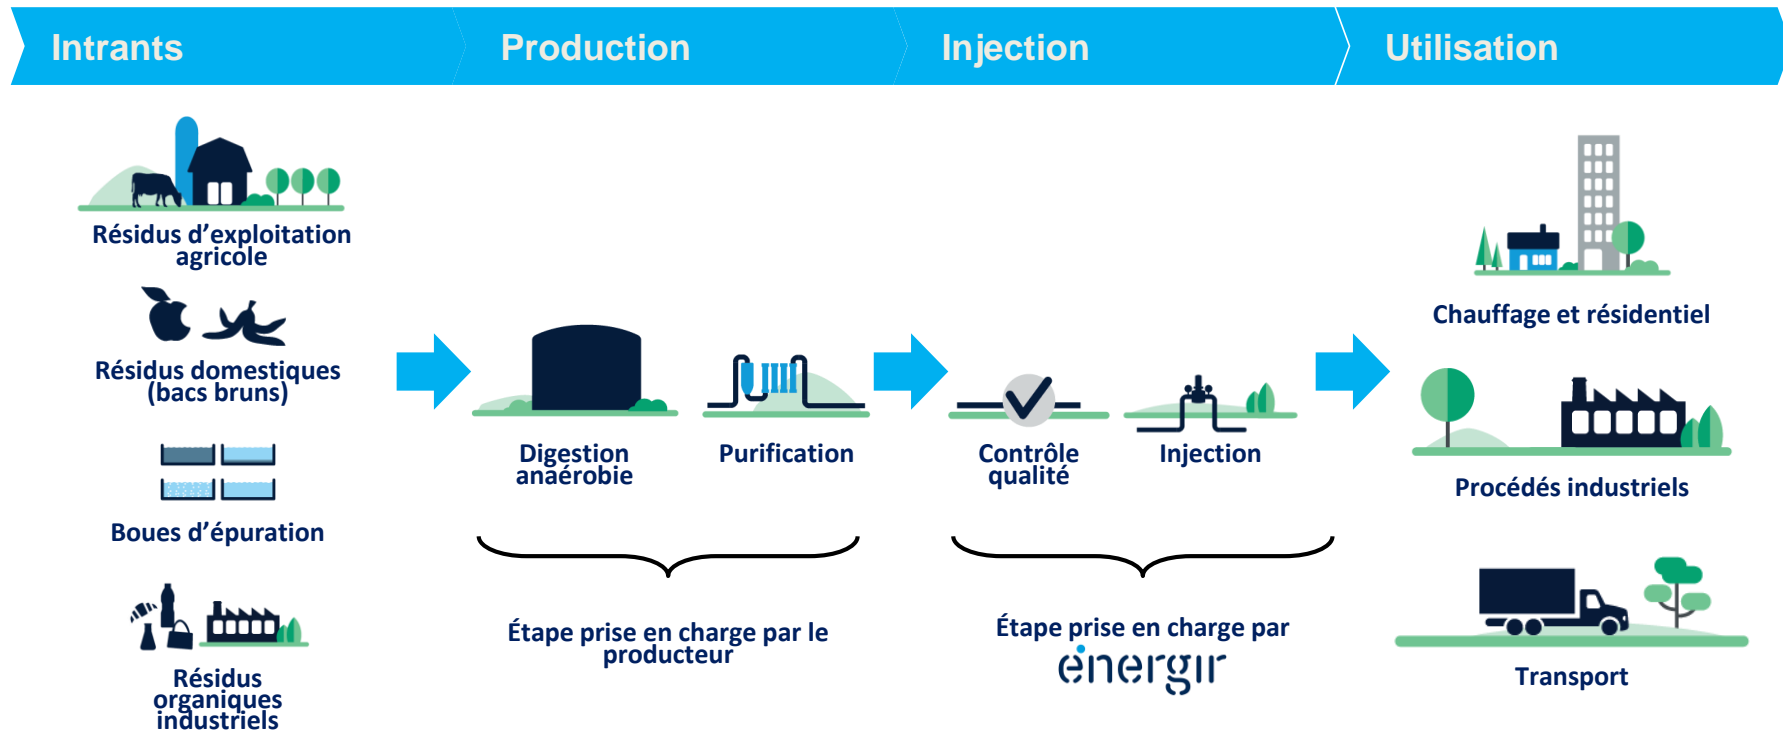 Intrants
Production
Injection
Utilisation
Résidus d’exploitation
agricole
Résidus domestiques
(bacs bruns)
Boues d’épuration
Résidus
organiques
industriels
Digestion
anaérobie
Purification
Étape prise en charge par le
producteur
Contrôle
qualité
Injection
Étape prise en charge par
énergir
Chauffage et résidentiel
Procédés industriels
Transport